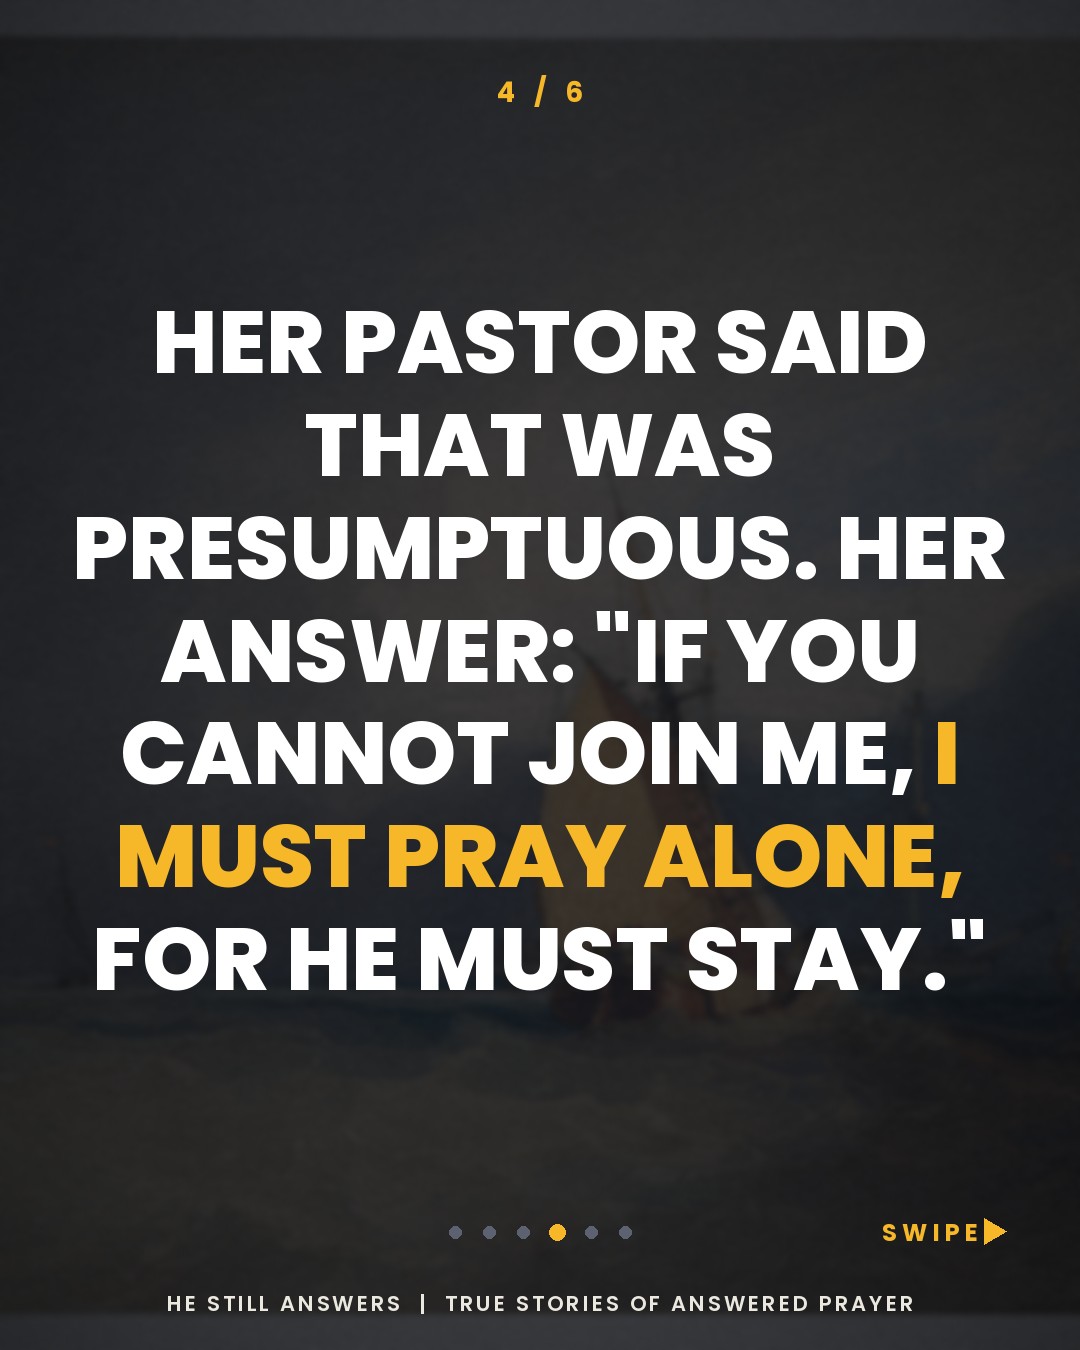 4 / 6
HER PASTOR SAID
THAT WAS
PRESUMPTUOUS. HER
ANSWER: "IF YOU
CANNOT JOIN ME, I
MUST PRAY ALONE,
FOR HE MUST STAY."
SWIPE
HE STILL ANSWERS | TRUE STORIES OF ANSWERED PRAYER